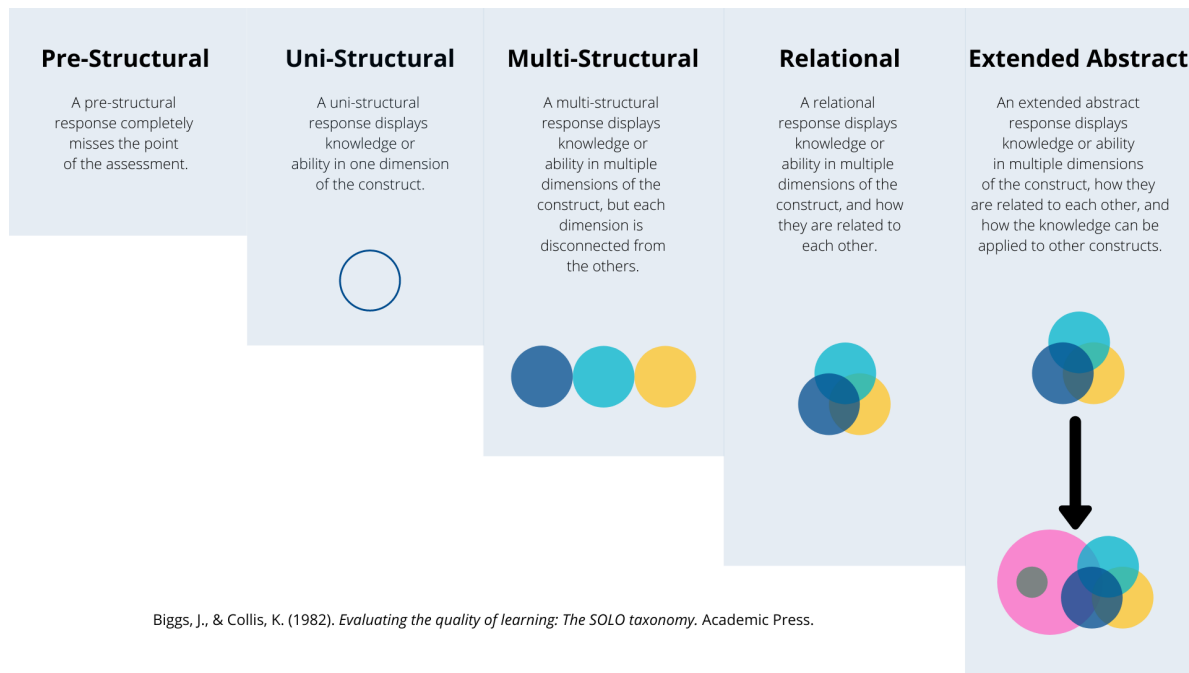 Pre-Structural
A pre-structural
response completely
misses the point
of the assessment.
Uni-Structural
A uni-structural
response displays
knowledge or
ability in one dimension
of the construct.
Multi-Structural
A multi-structural
response displays
knowledge or
ability in multiple
dimensions of the
construct, but each
dimension is
disconnected from
the others.
Relational
A relational
response displays
knowledge or
ability in multiple
dimensions of the
construct, and how
they are related to
each other.
Extended Abstract
An extended abstract
response displays
knowledge or ability
in multiple dimensions
of the construct, how they
are related to each other, and
how the knowledge can be
applied to other constructs.
Biggs, J., & Collis, K. (1982). Evaluating the quality of learning: The SOLO taxonomy. Academic Press.